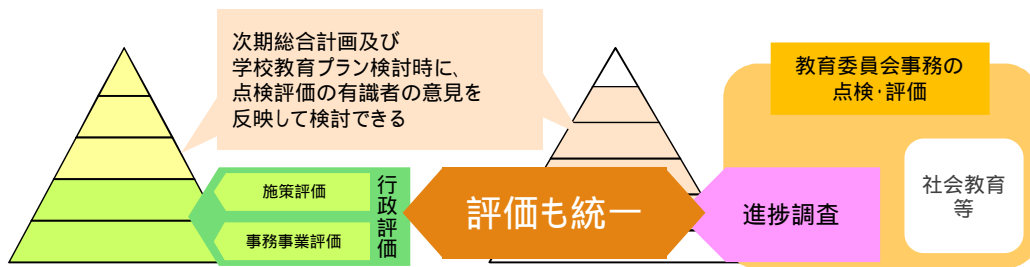 次期総合計画及び
学校教育プラン検討時に、
点検評価の有識者の意見を
反映して検討できる
教育委員会事務の
点検・評価
施策評価
事務事業評価
行政評価
評価も統一
進捗調査
社会教育
等